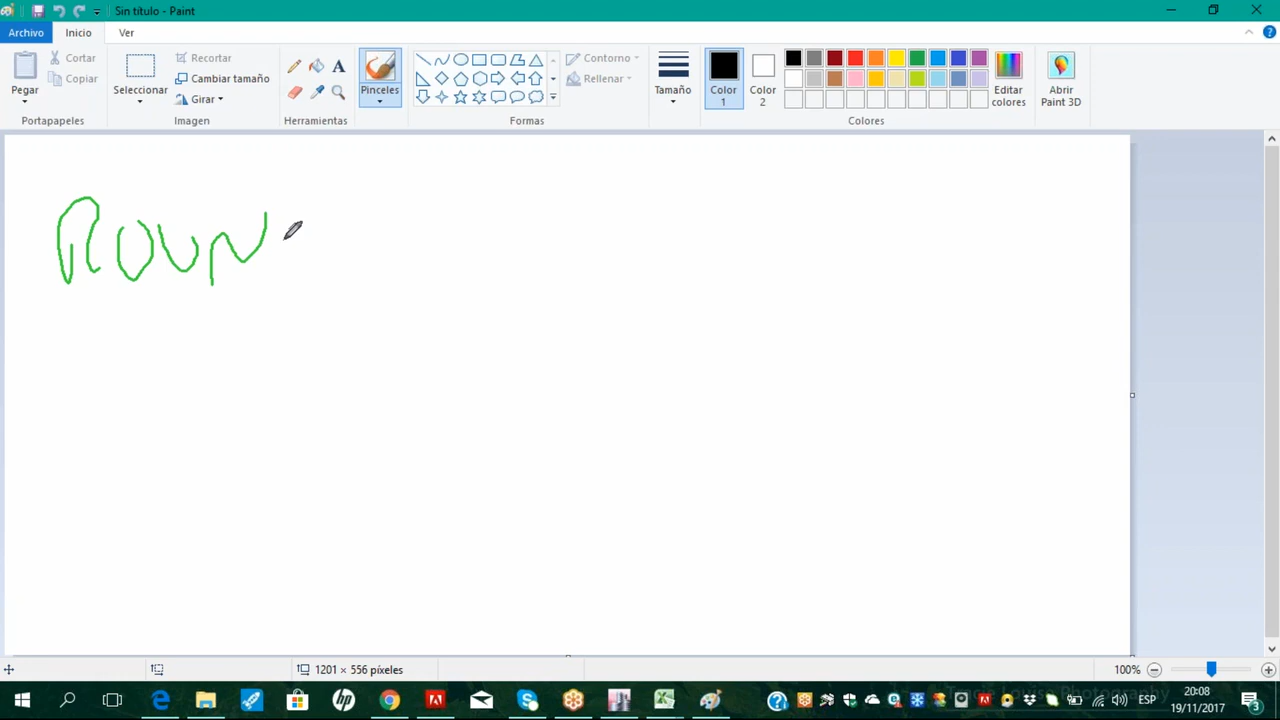 Sin título - Paint
Archivo Inicio Ver
Pegar Cortar Copiar Seleccionar Recortar Cambiar tamaño Girar A Pinceles Contorno Rellenar Tamaño Color 1 Color 2 Editar colores Abrir Paint 3D
Portapapeles Imagen Herramientas Formas Colores
ROUN
1201 × 556 píxeles 100%
Photography
ESP 20:08
19/11/2017 3